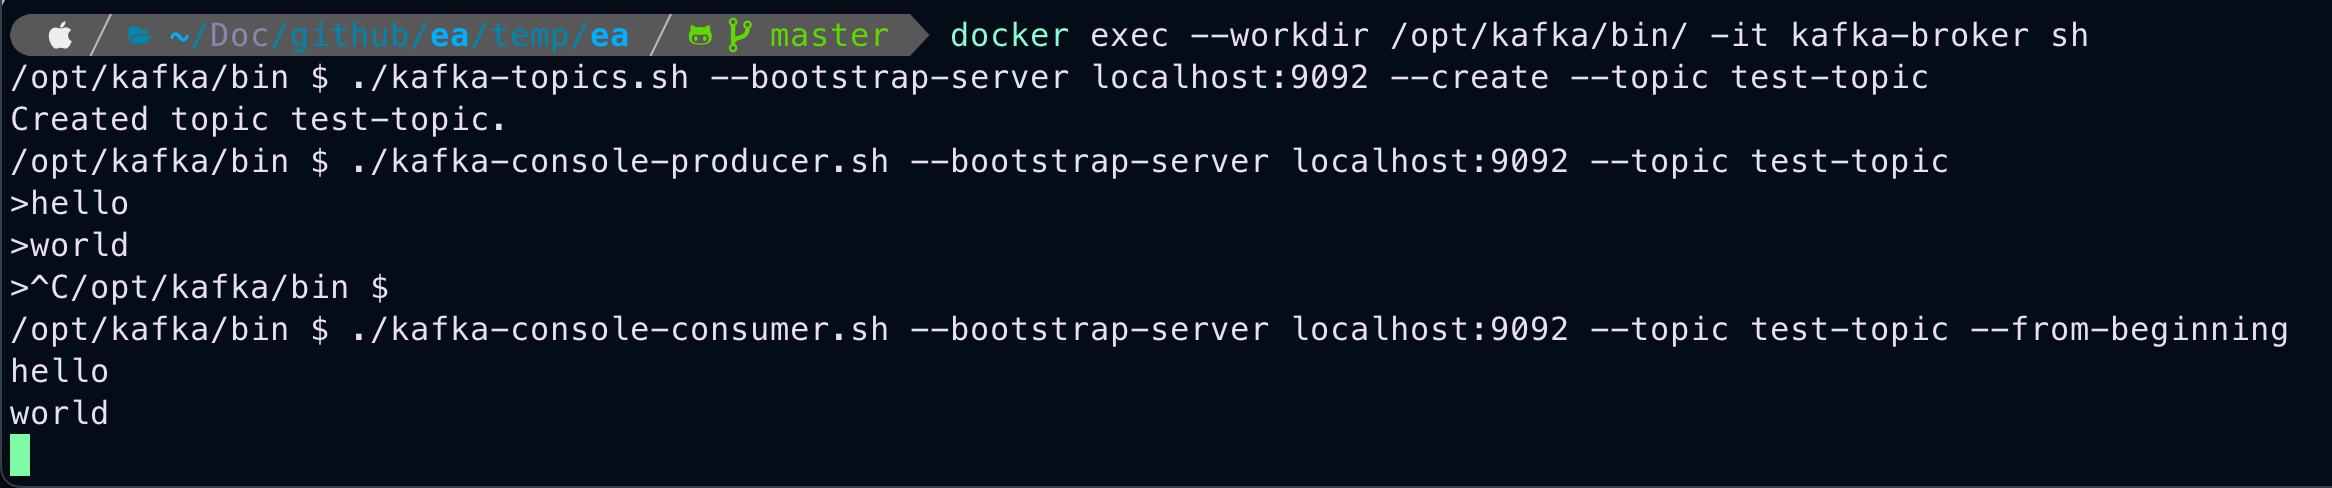 ~/Doc/github/ea/temp/ea master docker exec --workdir /opt/kafka/bin/ -it kafka-broker sh
/opt/kafka/bin $ ./kafka-topics.sh --bootstrap-server localhost:9092 --create --topic test-topic
Created topic test-topic.
/opt/kafka/bin $ ./kafka-console-producer.sh --bootstrap-server localhost:9092 --topic test-topic
>hello
>world
>^C/opt/kafka/bin $
/opt/kafka/bin $ ./kafka-console-consumer.sh --bootstrap-server localhost:9092 --topic test-topic --from-beginning
hello
world